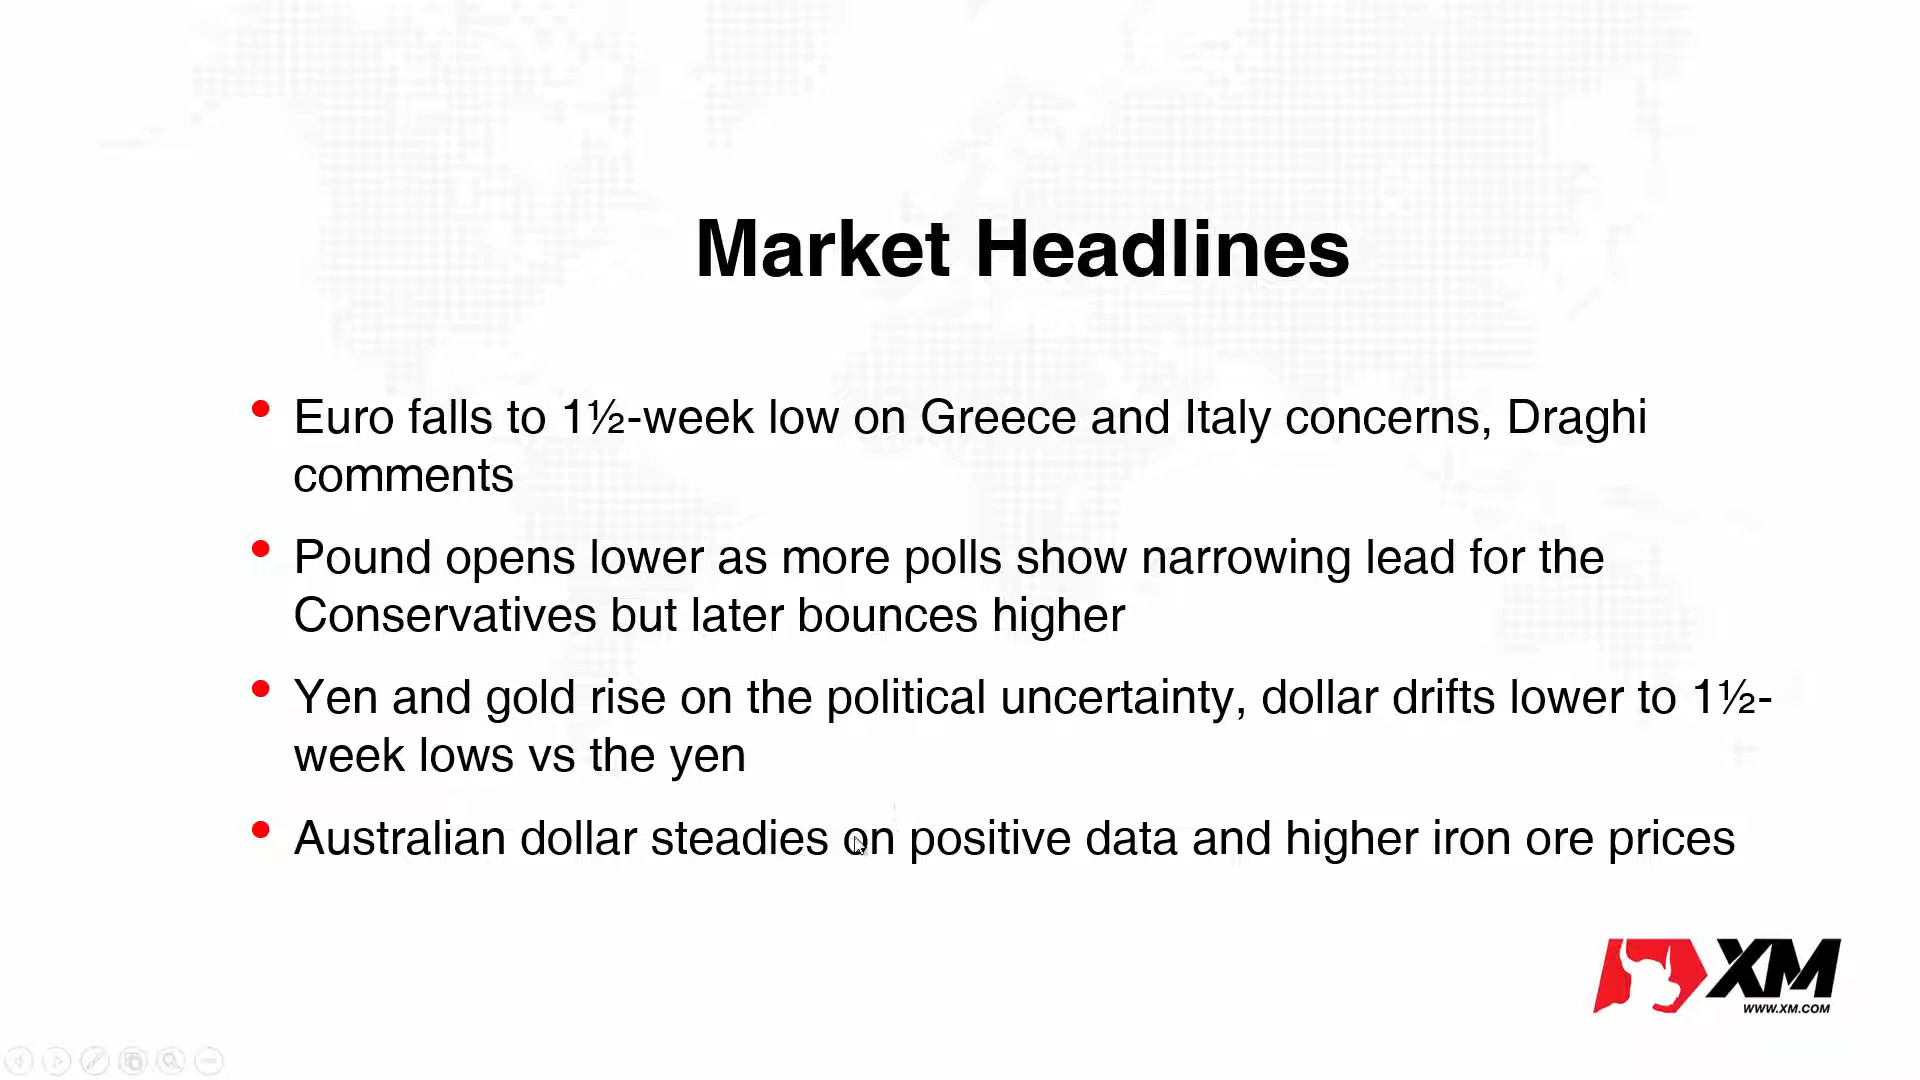 Market Headlines
• Euro falls to 1½-week low on Greece and Italy concerns, Draghi
comments
• Pound opens lower as more polls show narrowing lead for the
Conservatives but later bounces higher
• Yen and gold rise on the political uncertainty, dollar drifts lower to 1½-
week lows vs the yen
• Australian dollar steadies on positive data and higher iron ore prices
XM
WWW.XM.COM